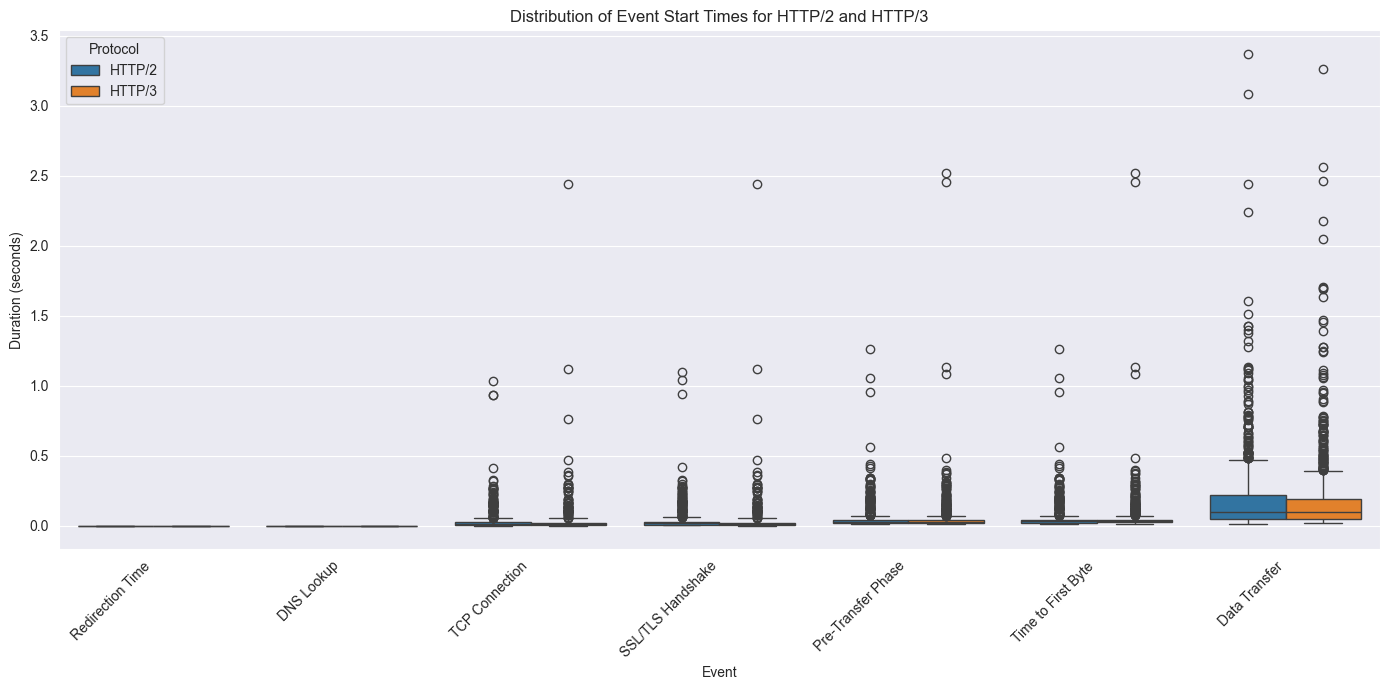 Distribution of Event Start Times for HTTP/2 and HTTP/3
Protocol
HTTP/2
HTTP/3
Duration (seconds)
3.5
3.0
2.5
2.0
1.5
1.0
0.5
0.0
Redirection Time
DNS Lookup
TCP Connection
SSL/TLS Handshake
Pre-Transfer Phase
Time to First Byte
Data Transfer
Event